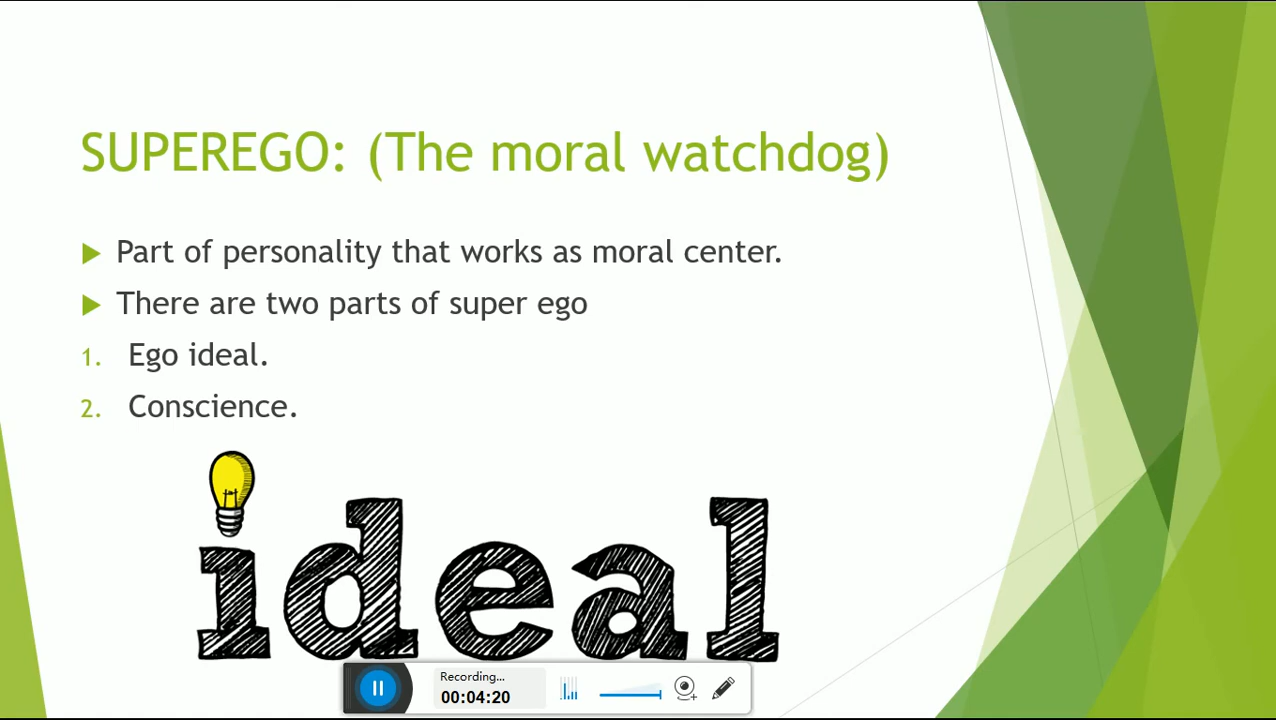 SUPEREGO: (The moral watchdog)
Part of personality that works as moral center.
There are two parts of super ego
1. Ego ideal.
2. Conscience.
ideal
Recording...
00:04:20